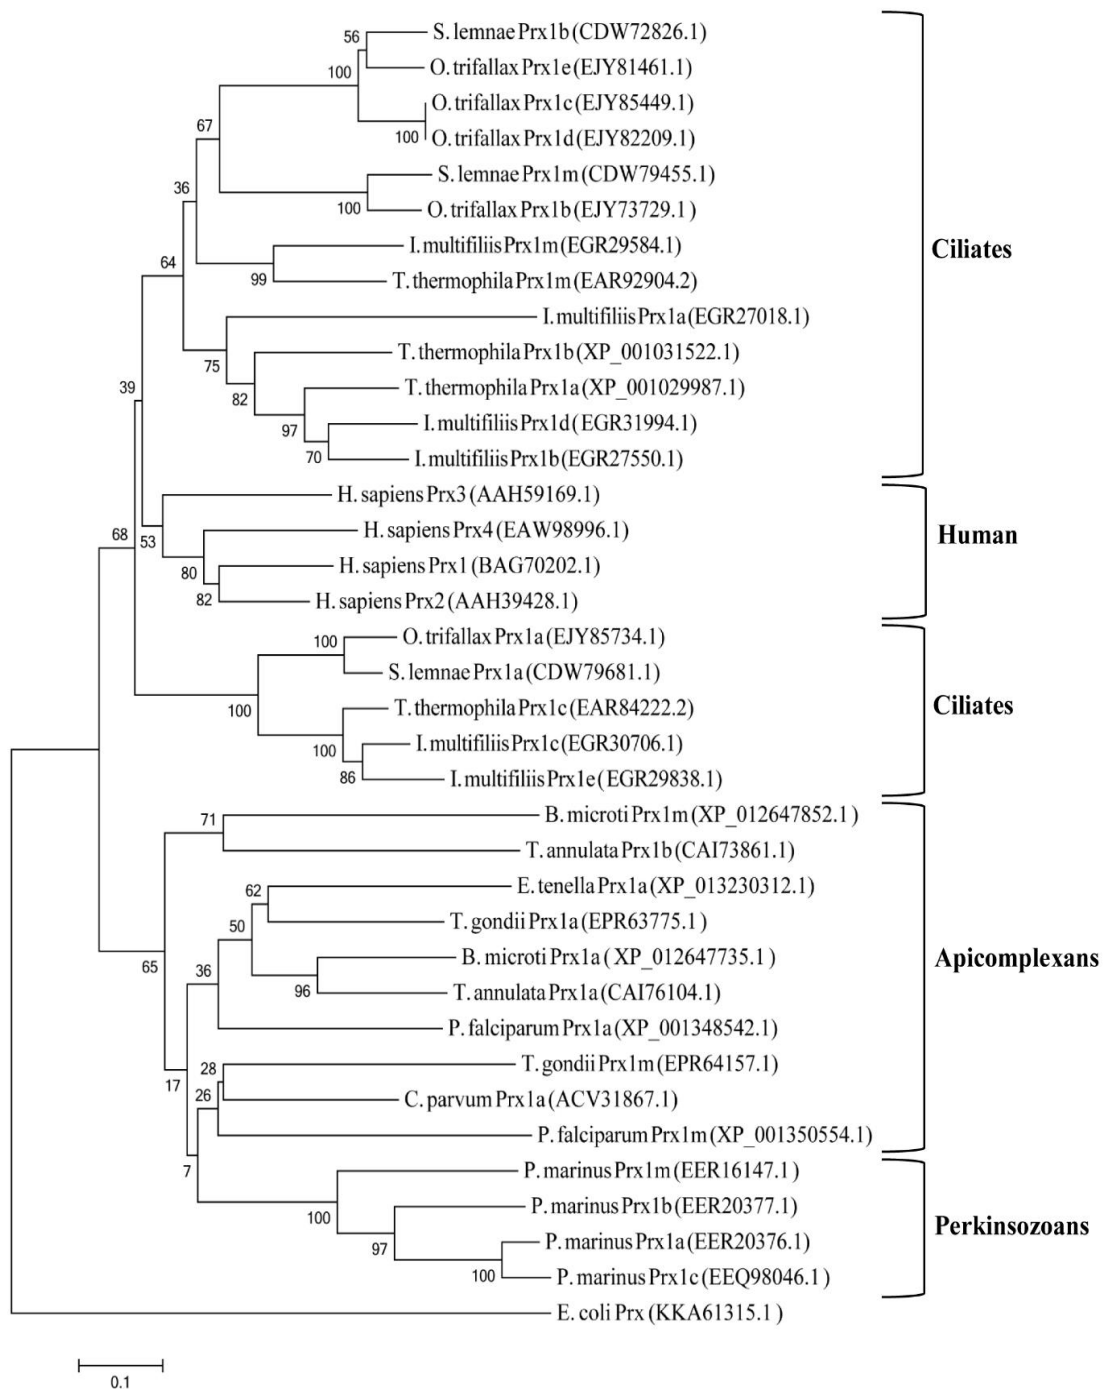 56
S. lemnae Prx1b (CDW72826.1)
O. trifallax Prx1e (EJY81461.1)
100
O. trifallax Prx1c (EJY85449.1)
O. trifallax Prx1d (EJY82209.1)
100
67
S. lemnae Prx1m (CDW79455.1)
O. trifallax Prx1b (EJY73729.1)
100
36
I. multifiliis Prx1m (EGR29584.1)
T. thermophila Prx1m (EAR92904.2)
99
Ciliates
64
I. multifiliis Prx1a (EGR27018.1)
T. thermophila Prx1b (XP_001031522.1)
75
T. thermophila Prx1a (XP_001029987.1)
82
I. multifiliis Prx1d (EGR31994.1)
97
I. multifiliis Prx1b (EGR27550.1)
70
39
H. sapiens Prx3 (AAH59169.1)
H. sapiens Prx4 (EAW98996.1)
68
53
H. sapiens Prx1 (BAG70202.1)
80
H. sapiens Prx2 (AAH39428.1)
82
Human
O. trifallax Prx1a (EJY85734.1)
100
S. lemnae Prx1a (CDW79681.1)
100
T. thermophila Prx1c (EAR84222.2)
I. multifiliis Prx1c (EGR30706.1)
100
I. multifiliis Prx1e (EGR29838.1)
86
Ciliates
B. microti Prx1m (XP_012647852.1)
71
T. annulata Prx1b (CAI73861.1)
E. tenella Prx1a (XP_013230312.1)
62
T. gondii Prx1a (EPR63775.1)
50
B. microti Prx1a ( XP_012647735.1)
65
36
T. annulata Prx1a (CAI76104.1)
96
P. falciparum Prx1a (XP_001348542.1)
T. gondii Prx1m (EPR64157.1)
28
17
26
C. parvum Prx1a (ACV31867.1)
P. falciparum Prx1m (XP_001350554.1)
7
Apicomplexans
P. marinus Prx1m (EER16147.1)
P. marinus Prx1b (EER20377.1)
100
P. marinus Prx1a (EER20376.1)
97
P. marinus Prx1c (EEQ98046.1)
100
Perkinsozoans
E. coli Prx (KKA61315.1)
0.1